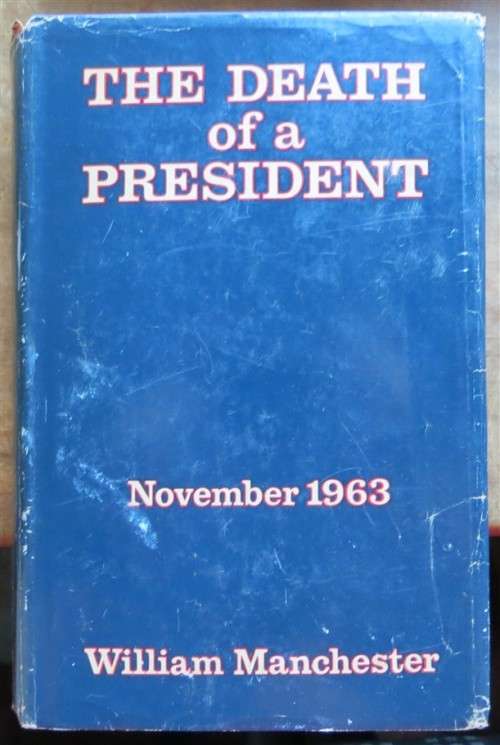 THE DEATH
of a
PRESIDENT
November 1963
William Manchester